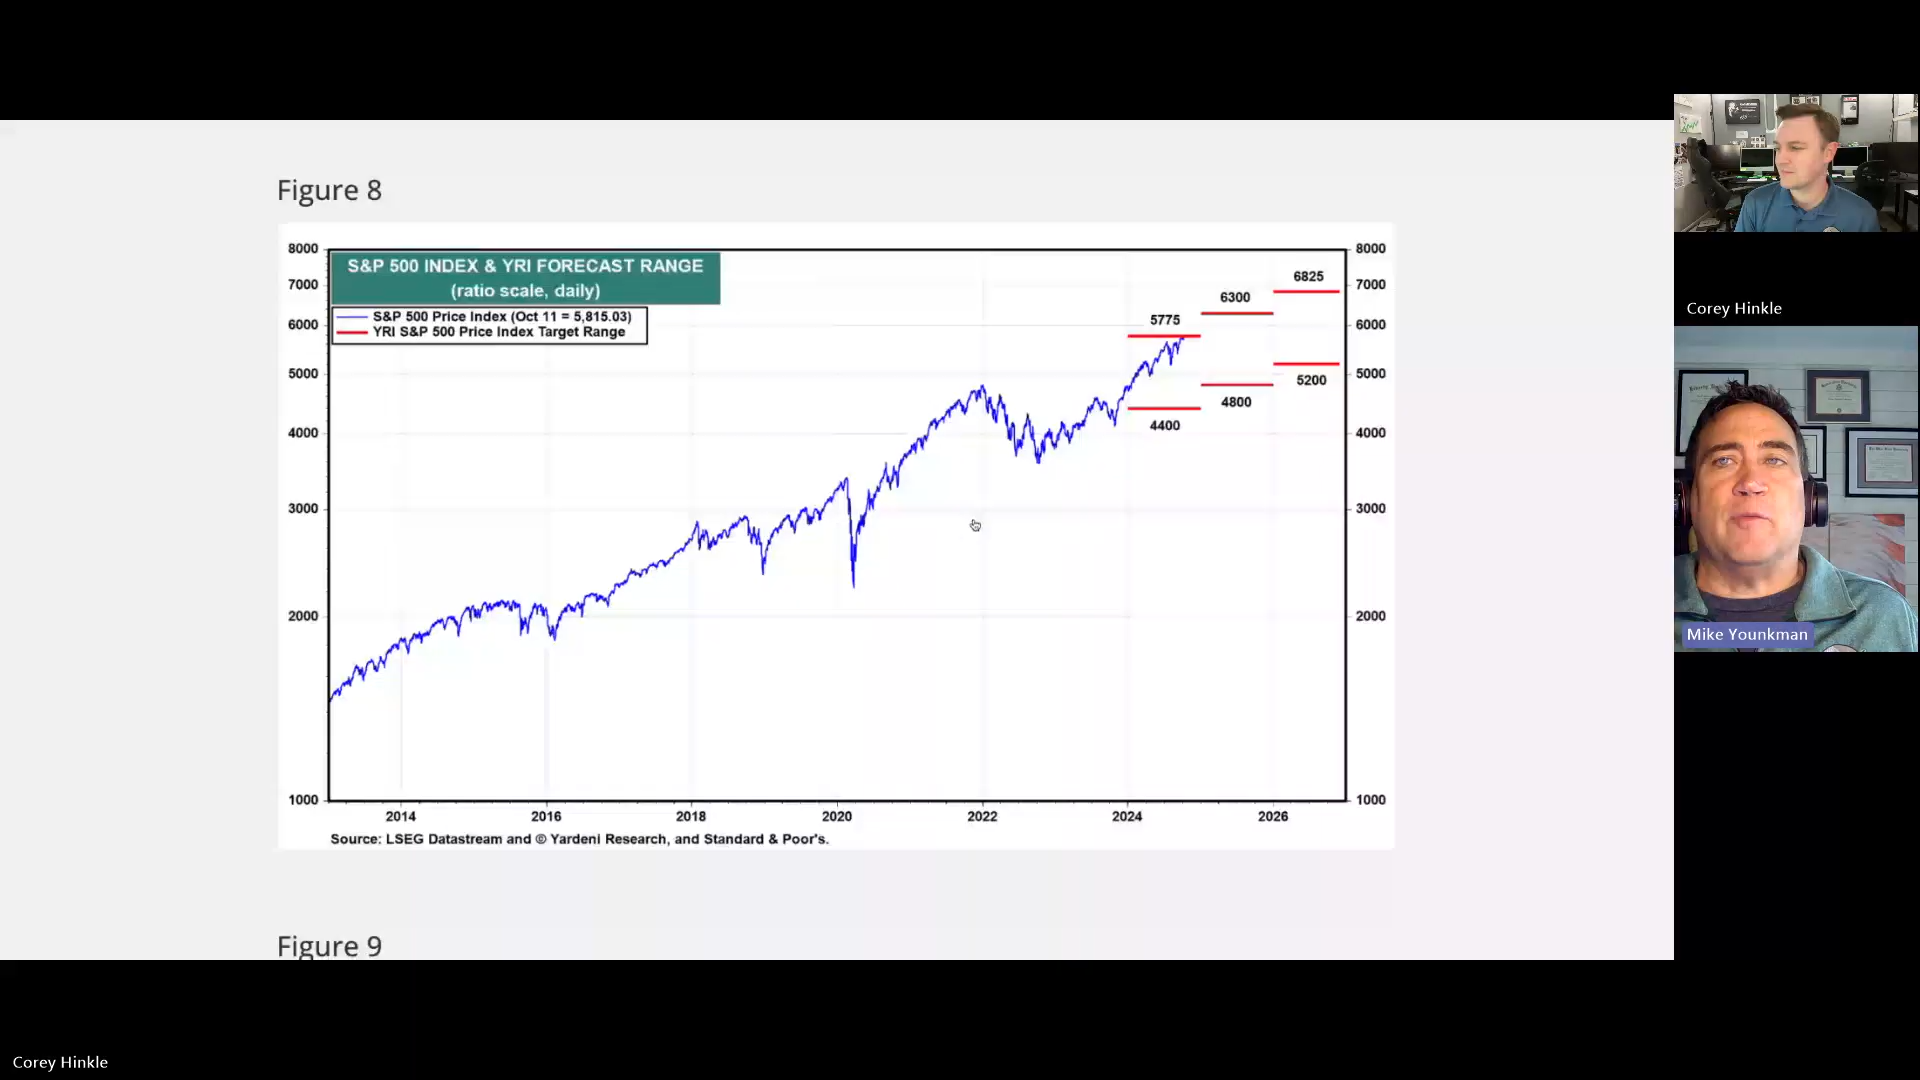 Figure 8
S&P 500 INDEX & YRI FORECAST RANGE
(ratio scale, daily)
S&P 500 Price Index (Oct 11 = 5,815.03)
YRI S&P 500 Price Index Target Range
8000
7000
6000
5000
4000
3000
2000
1000
5775
4400
6300
4800
6825
5200
8000
7000
6000
5000
4000
3000
2000
1000
2014 2016 2018 2020 2022 2024 2026
Source: LSEG Datastream and © Yardeni Research, and Standard & Poor's.
Figure 9
Corey Hinkle
Mike Younkman
Corey Hinkle